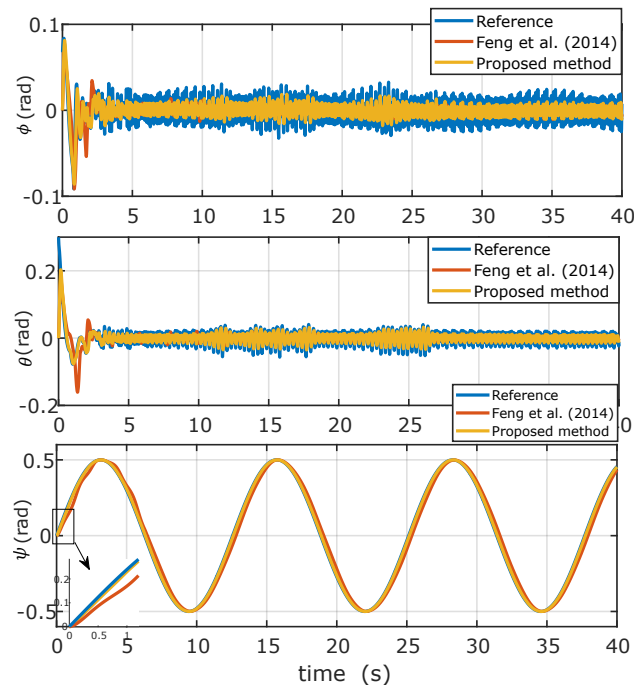 Reference
Feng et al. (2014)
Proposed method
0.1
0
-0.1
ϕ (rad)
0 5 10 15 20 25 30 35 40
Reference
Feng et al. (2014)
Proposed method
0.2
0
-0.2
θ (rad)
0 5 10 15 20 25 30 40
Reference
Feng et al. (2014)
Proposed method
0.5
0
-0.5
ψ (rad)
0.2
0.1
0
0 0.5 1
0 5 10 15 20 25 30 35 40
time (s)